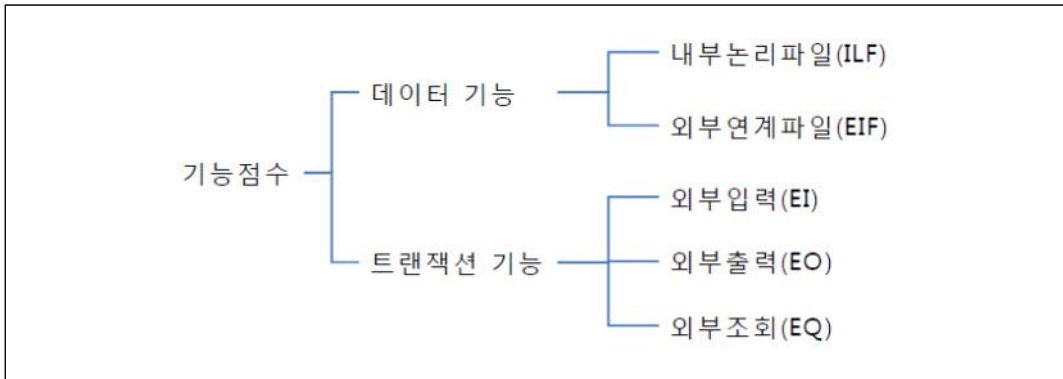 내부논리파일(ILF)
데이터 기능
외부연계파일(EIF)
기능점수
외부입력(EI)
트랜잭션 기능
외부출력(EO)
외부조회(EQ)